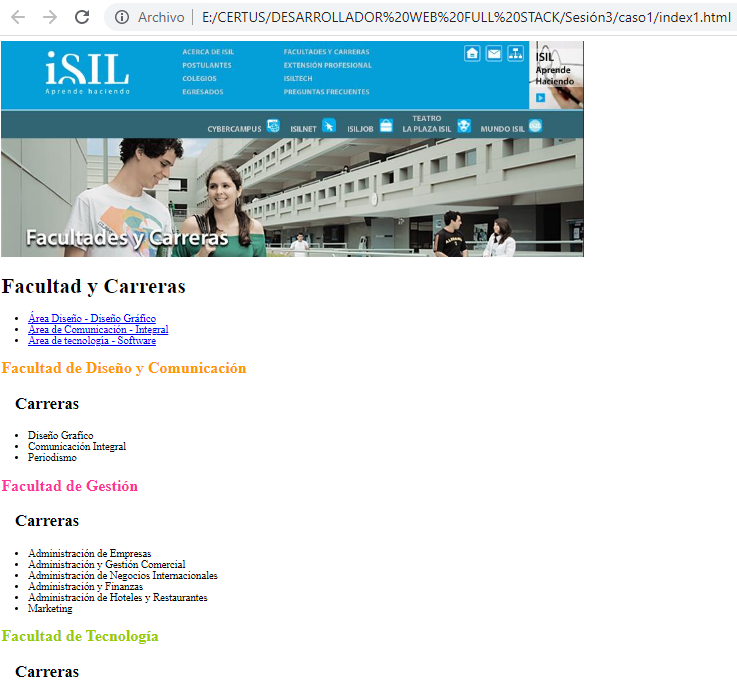 Archivo E:/CERTUS/DESARROLLADOR%20WEB%20FULL%20STACK/Sesión3/caso1/index1.html
iSIL
Aprende haciendo
ACERCA DE ISIL
POSTULANTES
COLEGIOS
EGRESADOS
FACULTADES Y CARRERAS
EXTENSIÓN PROFESIONAL
ISILTECH
PREGUNTAS FRECUENTES
ISIL
Aprende
Haciendo
CYBERCAMPUS ISILNET ISILJOB TEATRO
LA PLAZA ISIL MUNDO ISIL
Facultades y Carreras
Facultad y Carreras
Área Diseño - Diseño Gráfico
Área de Comunicación - Integral
Área de tecnología - Software
Facultad de Diseño y Comunicación
Carreras
Diseño Grafico
Comunicación Integral
Periodismo
Facultad de Gestión
Carreras
Administración de Empresas
Administración y Gestión Comercial
Administración de Negocios Internacionales
Administración y Finanzas
Administración de Hoteles y Restaurantes
Marketing
Facultad de Tecnología
Carreras